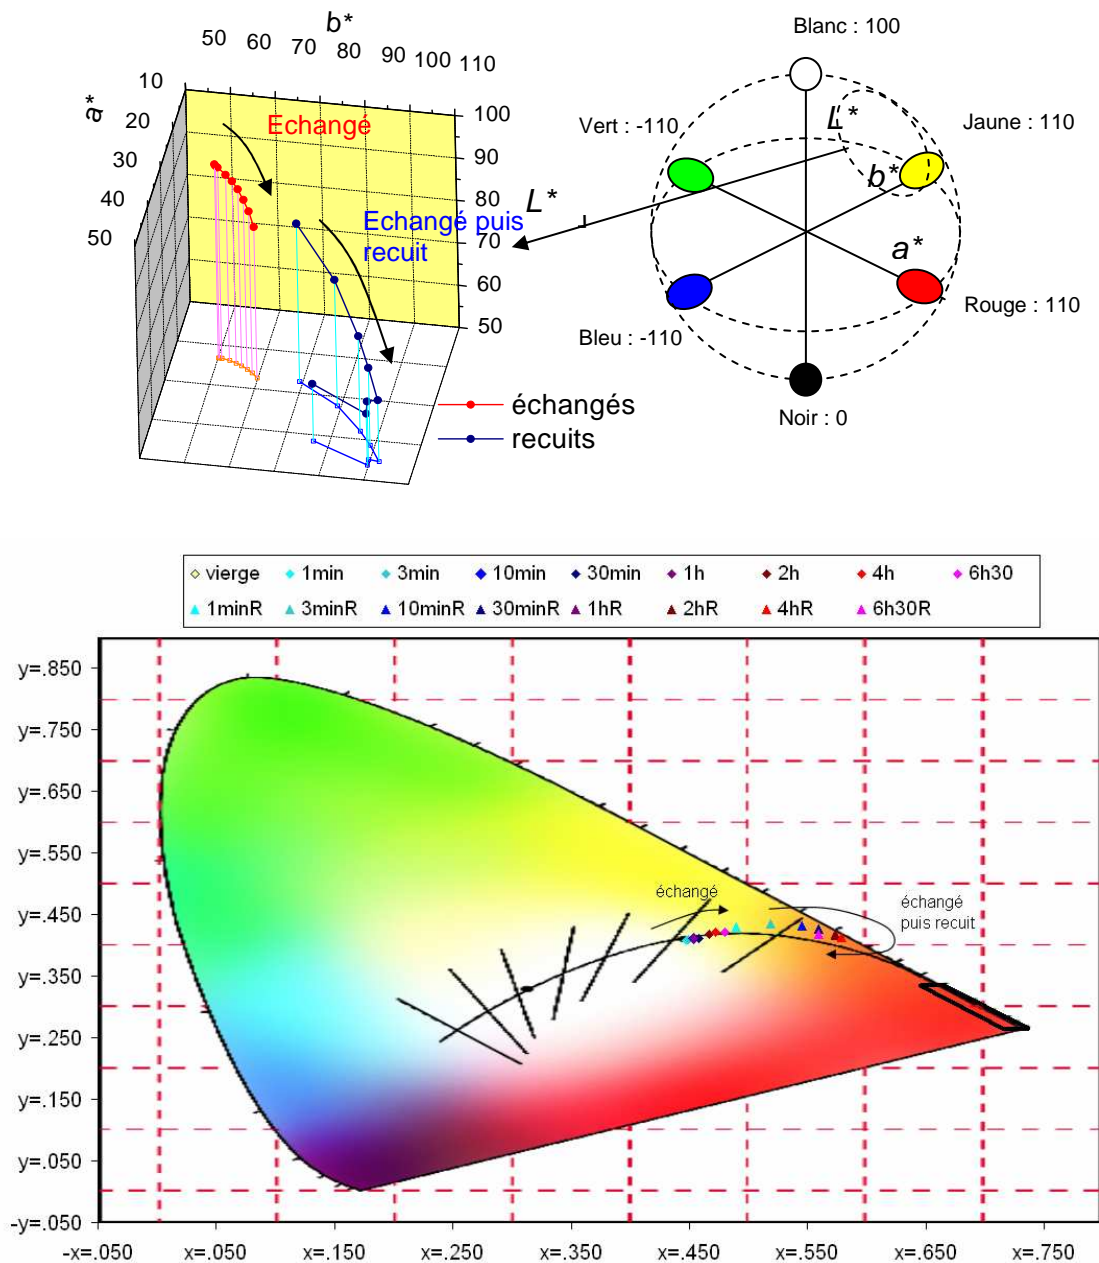 b*
50 60 70 80 90 100 110
a*
10
20
30
40
50
100
90
80
70
60
50
Echangé
Echangé puis
recuit
échangés
recuits
L*
Blanc : 100
Vert : -110
L*
Jaune : 110
b*
a*
Rouge : 110
Bleu : -110
Noir : 0
vierge 1min 3min 10min 30min 1h 2h 4h 6h30
1minR 3minR 10minR 30minR 1hR 2hR 4hR 6h30R
y=.850
y=.750
y=.650
y=.550
y=.450
y=.350
y=.250
y=.150
y=.050
-y=.050
échangé
échangé
puis recuit
-x=.050 x=.050 x=.150 x=.250 x=.350 x=.450 x=.550 x=.650 x=.750